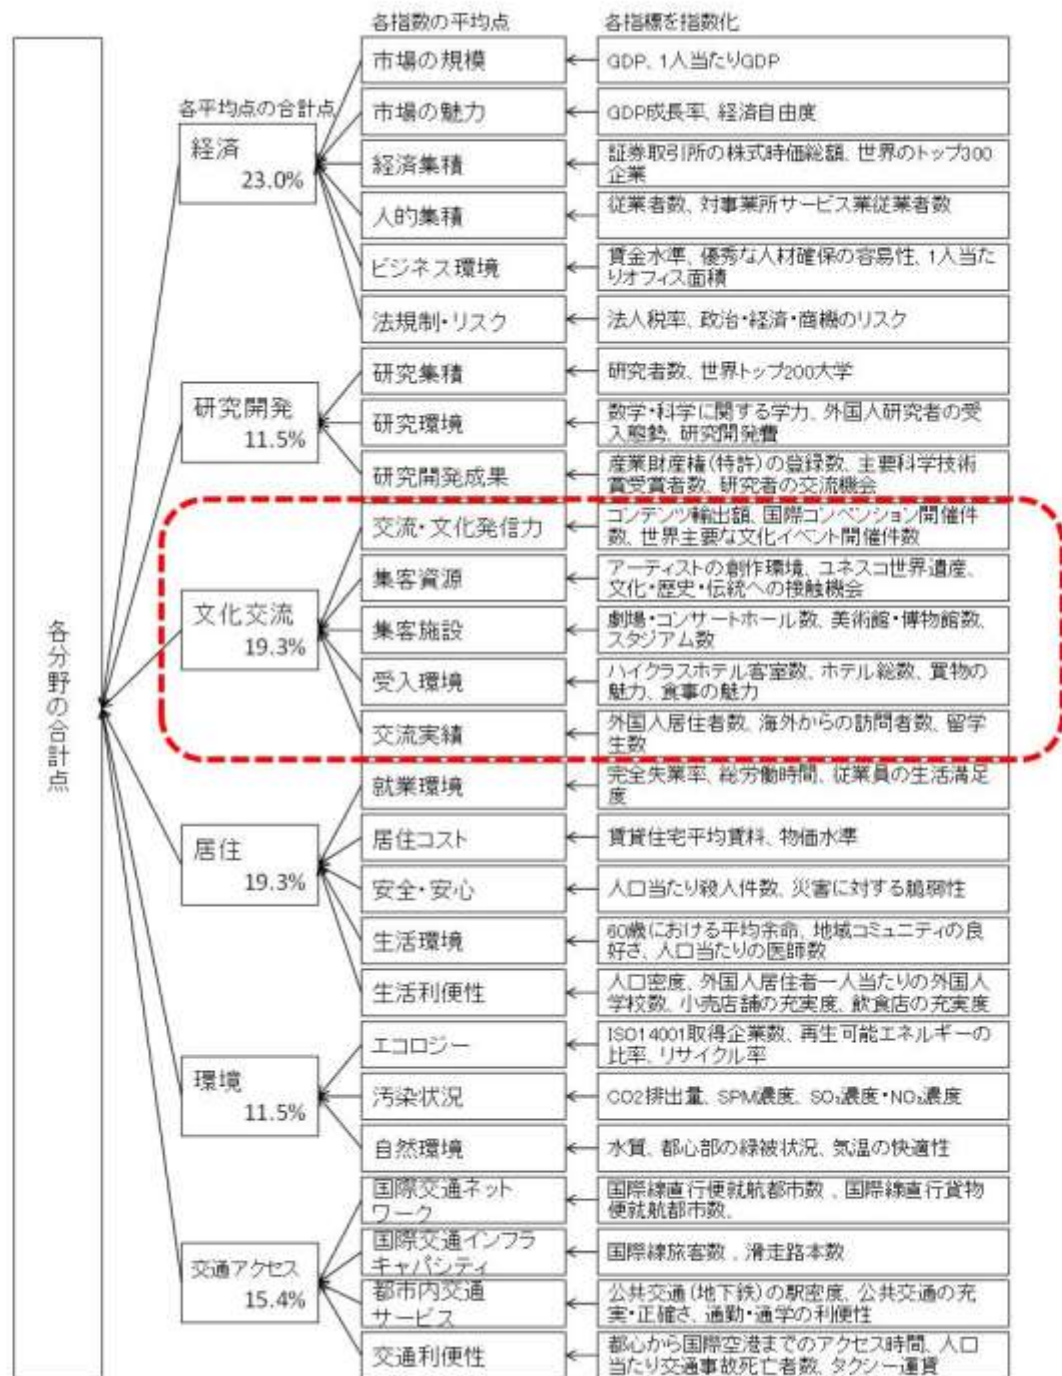 各指数の平均点
各指標を指数化
各平均点の合計点
各分野の合計点
経済
23.0%
市場の規模
GDP、1人当たりGDP
市場の魅力
GDP成長率、経済自由度
経済集積
証券取引所の株式時価総額、世界のトップ300
企業
人的集積
従業者数、対事業所サービス業従業者数
ビジネス環境
賃金水準、優秀な人材確保の容易性、1人当た
りオフィス面積
法規制・リスク
法人税率、政治・経済・商機のリスク
研究開発
11.5%
研究集積
研究者数、世界トップ200大学
研究環境
数学・科学に関する学力、外国人研究者の受
入態勢、研究開発費
研究開発成果
産業財産権(特許)の登録数、主要科学技術
賞受賞者数、研究者の交流機会
文化交流
19.3%
交流・文化発信力
コンテンツ輸出額、国際コンベンション開催件
数、世界主要な文化イベント開催件数
集客資源
アーティストの創作環境、ユネスコ世界遺産、
文化・歴史・伝統への接触機会
集客施設
劇場・コンサートホール数、美術館・博物館数、
スタジアム数
受入環境
ハイクラスホテル客室数、ホテル総数、買物の
魅力、食事の魅力
交流実績
外国人居住者数、海外からの訪問者数、留学
生数
居住
19.3%
就業環境
完全失業率、総労働時間、従業員の生活満足
度
居住コスト
賃貸住宅平均賃料、物価水準
安全・安心
人口当たり殺人件数、災害に対する脆弱性
生活環境
60歳における平均余命、地域コミュニティの良
好さ、人口当たりの医師数
生活利便性
人口密度、外国人居住者一人当たりの外国人
学校数、小売店舗の充実度、飲食店の充実度
環境
11.5%
エコロジー
ISO14001取得企業数、再生可能エネルギーの
比率、リサイクル率
汚染状況
CO2排出量、SPM濃度、SO₂濃度・NO₂濃度
自然環境
水質、都心部の緑被状況、気温の快適性
交通アクセス
15.4%
国際交通ネット
ワーク
国際線直行便就航都市数 、国際線直行貨物
便就航都市数、
国際交通インフラ
キャパシティ
国際線旅客数 、滑走路本数
都市内交通
サービス
公共交通(地下鉄)の駅密度、公共交通の充
実・正確さ、通勤・通学の利便性
交通利便性
都心から国際空港までのアクセス時間、人口
当たり交通事故死亡者数、タクシー運賃